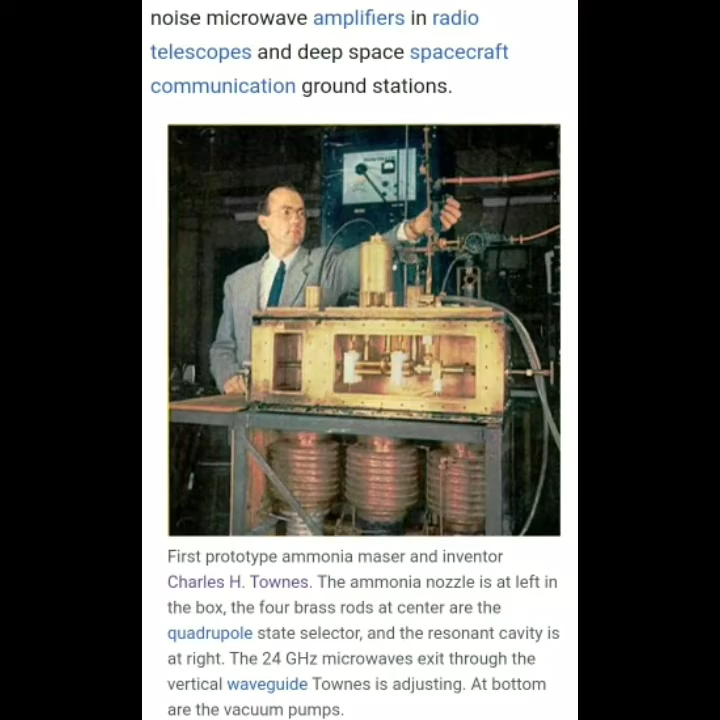 noise microwave amplifiers in radio
telescopes and deep space spacecraft
communication ground stations.
First prototype ammonia maser and inventor
Charles H. Townes. The ammonia nozzle is at left in
the box, the four brass rods at center are the
quadrupole state selector, and the resonant cavity is
at right. The 24 GHz microwaves exit through the
vertical waveguide Townes is adjusting. At bottom
are the vacuum pumps.